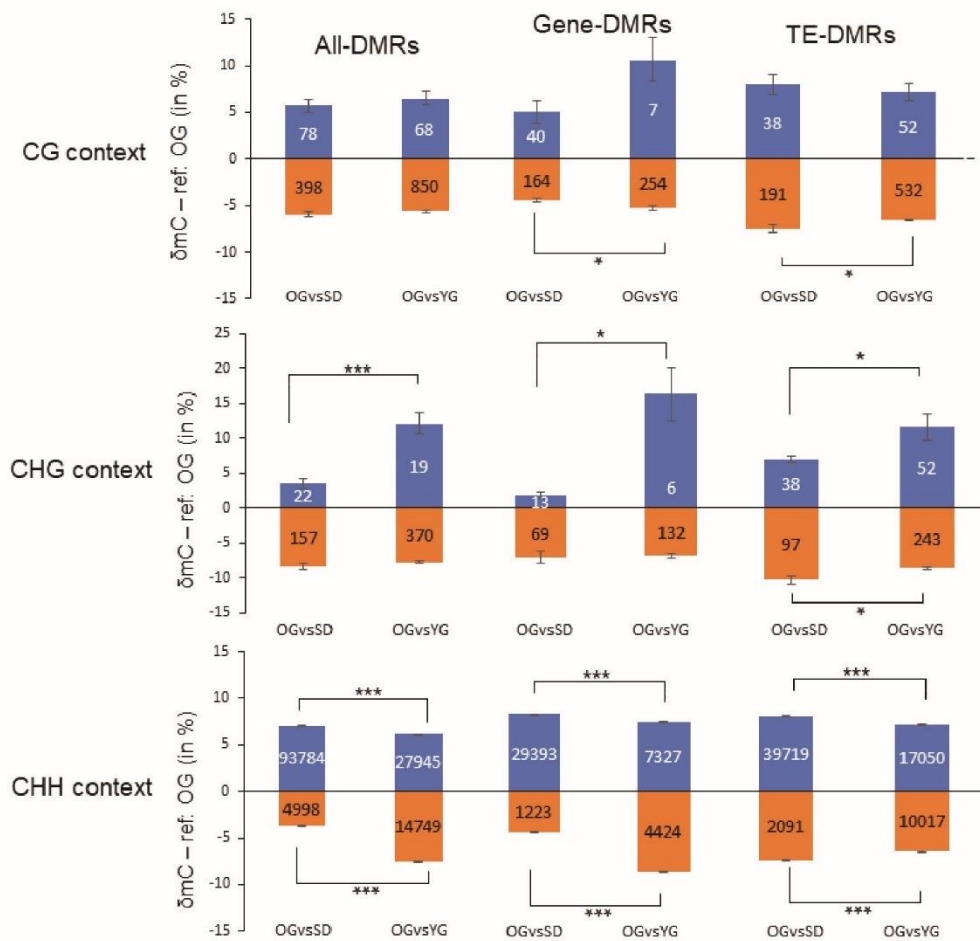 All-DMRs Gene-DMRs TE-DMRs
CG context
δmC – ref: OG (in %)
15
10
5
0
-5
-10
-15
78 68 40 7 38 52
398 850 164 254 191 532
* *
OGvsSD OGvsYG OGvsSD OGvsYG OGvsSD OGvsYG
CHG context
δmC – ref: OG (in %)
25
20
15
10
5
0
-5
-10
-15
*** * *
22 19 13 6 38 52
157 370 69 132 97 243
*
OGvsSD OGvsYG OGvsSD OGvsYG OGvsSD OGvsYG
CHH context
δmC – ref: OG (in %)
15
10
5
0
-5
-10
-15
*** *** ***
93784 27945 29393 7327 39719 17050
4998 14749 1223 4424 2091 10017
*** *** ***
OGvsSD OGvsYG OGvsSD OGvsYG OGvsSD OGvsYG